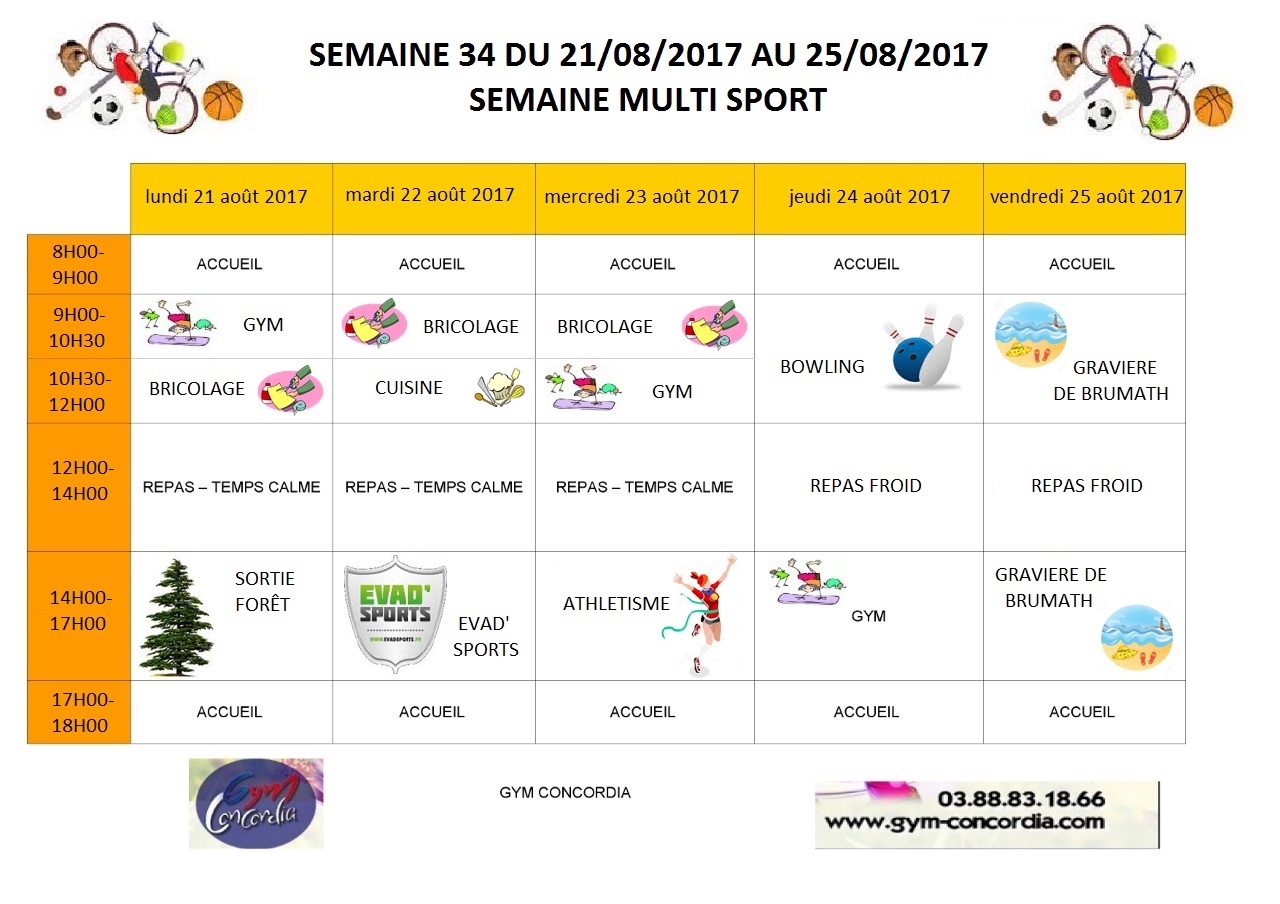 SEMAINE 34 DU 21/08/2017 AU 25/08/2017
SEMAINE MULTI SPORT
lundi 21 août 2017
mardi 22 août 2017
mercredi 23 août 2017
jeudi 24 août 2017
vendredi 25 août 2017
8H00-
9H00
ACCUEIL
ACCUEIL
ACCUEIL
ACCUEIL
ACCUEIL
9H00-
10H30
GYM
BRICOLAGE
BRICOLAGE
BOWLING
GRAVIERE
DE BRUMATH
10H30-
12H00
BRICOLAGE
CUISINE
GYM
12H00-
14H00
REPAS – TEMPS CALME
REPAS – TEMPS CALME
REPAS – TEMPS CALME
REPAS FROID
REPAS FROID
14H00-
17H00
SORTIE
FORÊT
EVAD'
SPORTS
WWW.EVADSPORTS.FR
EVAD'
SPORTS
ATHLETISME
GYM
GRAVIERE DE
BRUMATH
17H00-
18H00
ACCUEIL
ACCUEIL
ACCUEIL
ACCUEIL
ACCUEIL
Gym
Concordia
GYM CONCORDIA
03.88.83.18.66
www.gym-concordia.com